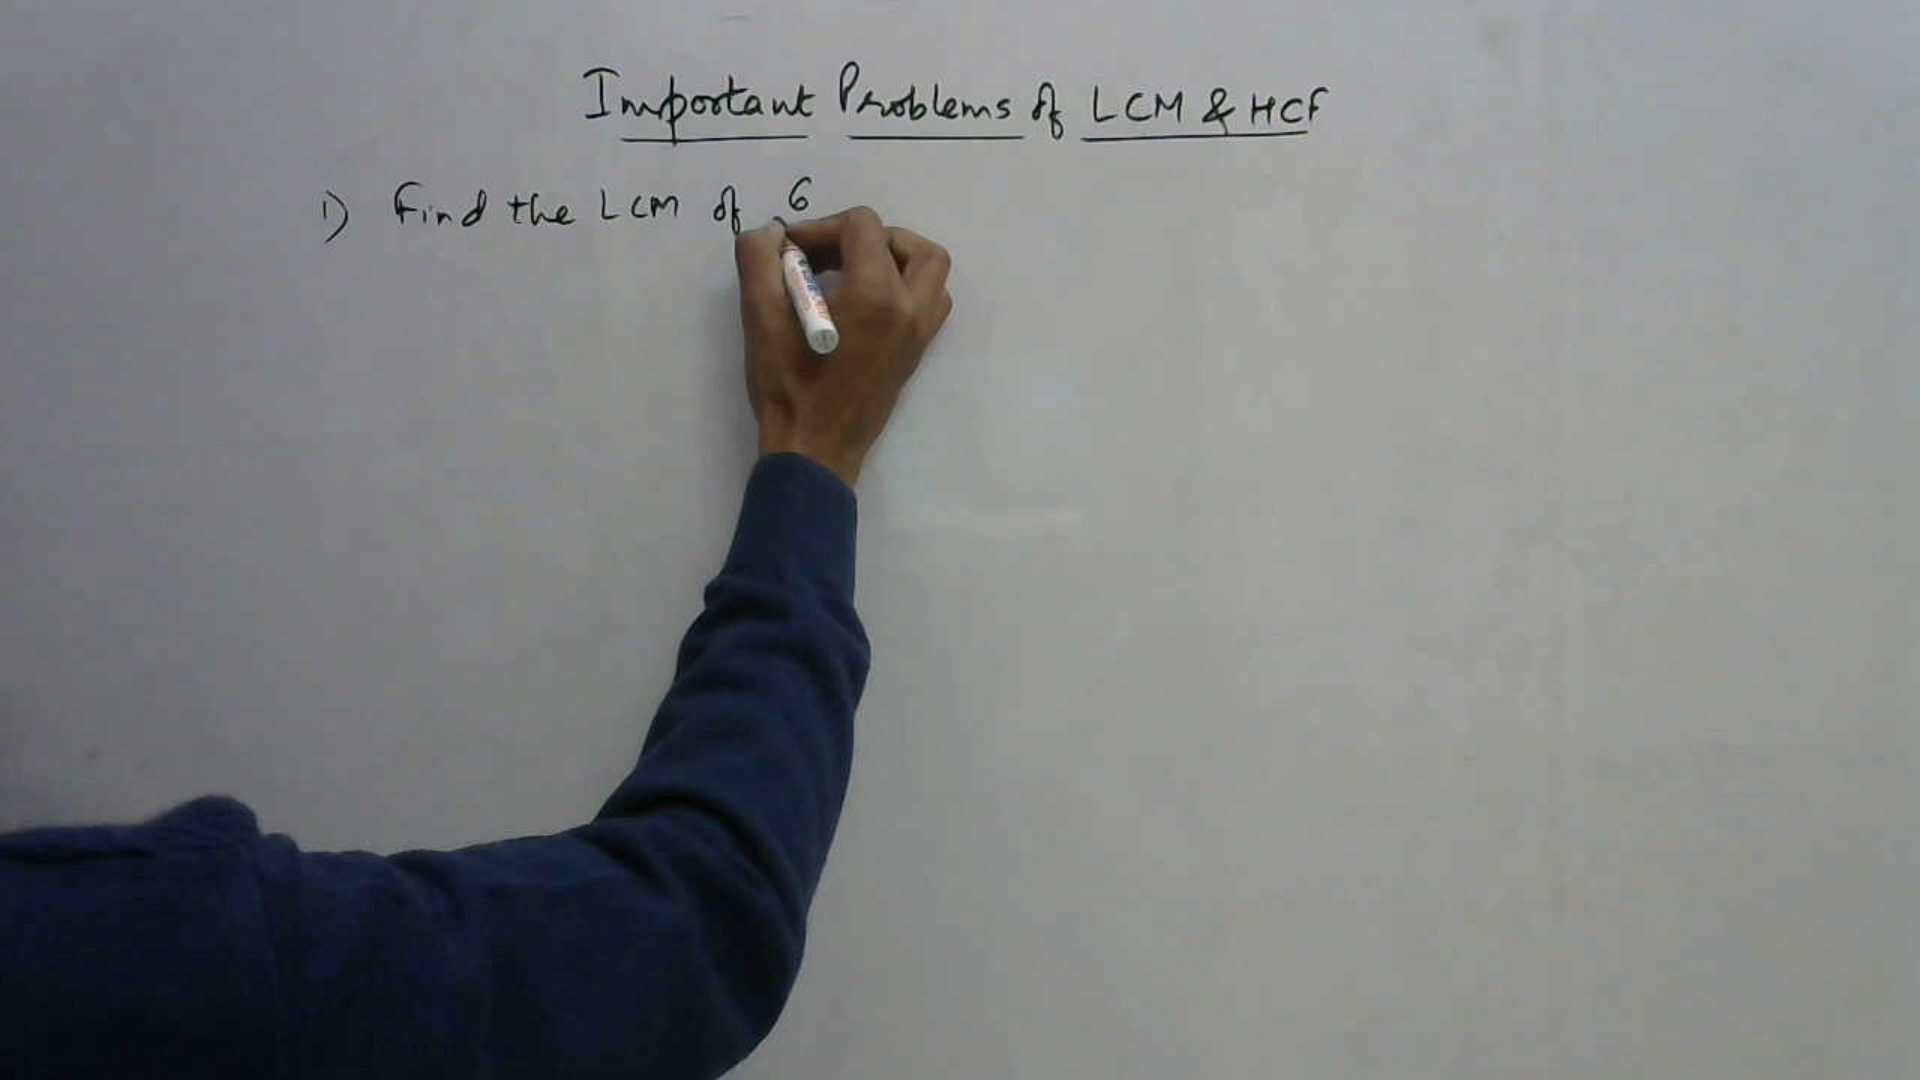 Important Problems of LCM & HCF
1) Find the LCM of 6